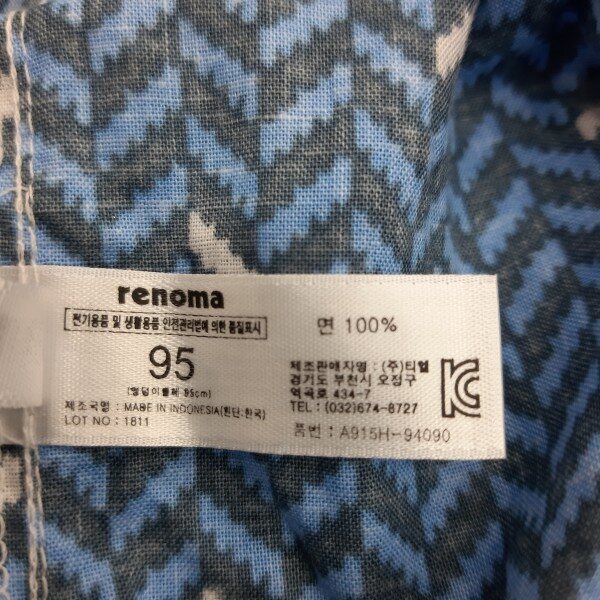 renoma
전기용품 및 생활용품 안전관리법에 의한 품질표시
95
(엉덩이둘레 95cm)
제조국명 : MADE IN INDONESIA(원단:한국)
LOT NO : 1811
면 100%
제조판매자명 : (주)티엘
경기도 부천시 오정구
역곡로 434-7
TEL : (032)674-8727
품번 : A915H-94090
KC